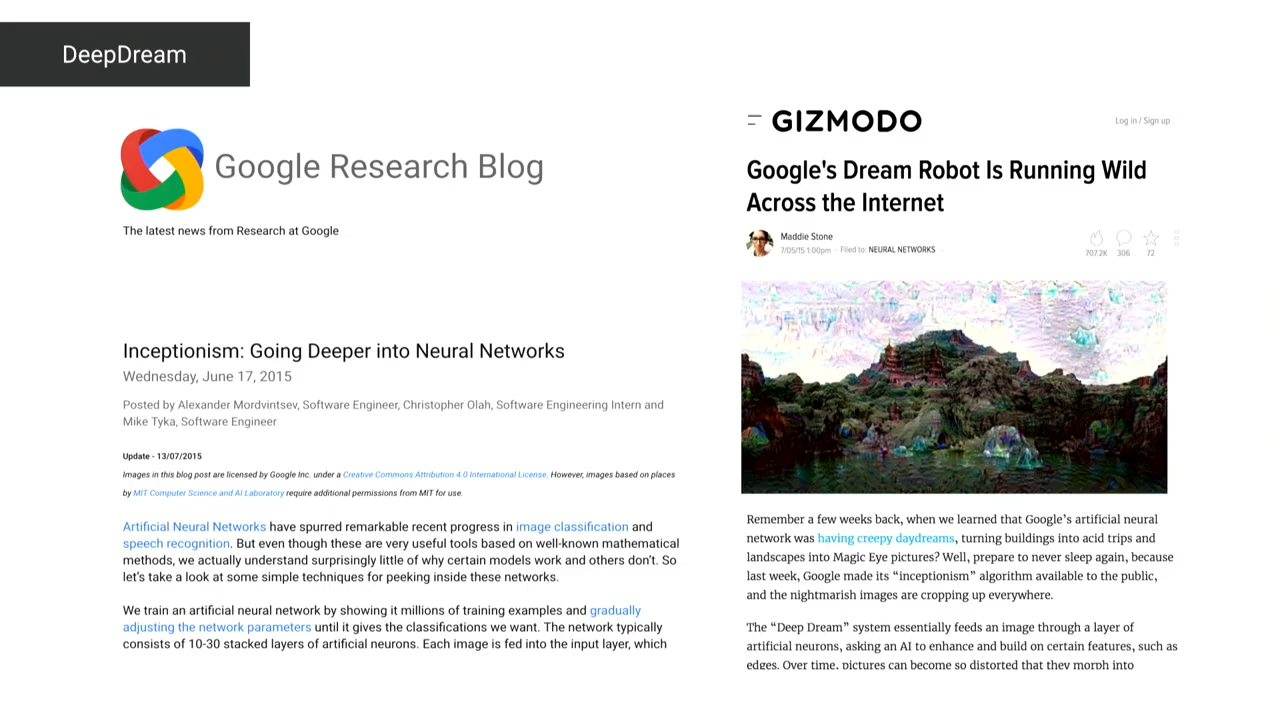 DeepDream
Google Research Blog
The latest news from Research at Google
Inceptionism: Going Deeper into Neural Networks
Wednesday, June 17, 2015
Posted by Alexander Mordvintsev, Software Engineer, Christopher Olah, Software Engineering Intern and
Mike Tyka, Software Engineer
Update - 13/07/2015
Images in this blog post are licensed by Google Inc. under a Creative Commons Attribution 4.0 International License. However, images based on places
by MIT Computer Science and AI Laboratory require additional permissions from MIT for use.
Artificial Neural Networks have spurred remarkable recent progress in image classification and
speech recognition. But even though these are very useful tools based on well-known mathematical
methods, we actually understand surprisingly little of why certain models work and others don't. So
let's take a look at some simple techniques for peeking inside these networks.
We train an artificial neural network by showing it millions of training examples and gradually
adjusting the network parameters until it gives the classifications we want. The network typically
consists of 10-30 stacked layers of artificial neurons. Each image is fed into the input layer, which
GIZMODO
Log in / Sign up
Google's Dream Robot Is Running Wild
Across the Internet
Maddie Stone
7/05/15 1:00pm · Filed to: NEURAL NETWORKS
707.2K 306 72
Remember a few weeks back, when we learned that Google's artificial neural
network was having creepy daydreams, turning buildings into acid trips and
landscapes into Magic Eye pictures? Well, prepare to never sleep again, because
last week, Google made its "inceptionism" algorithm available to the public,
and the nightmarish images are cropping up everywhere.
The "Deep Dream" system essentially feeds an image through a layer of
artificial neurons, asking an AI to enhance and build on certain features, such as
edges. Over time, pictures can become so distorted that they morph into